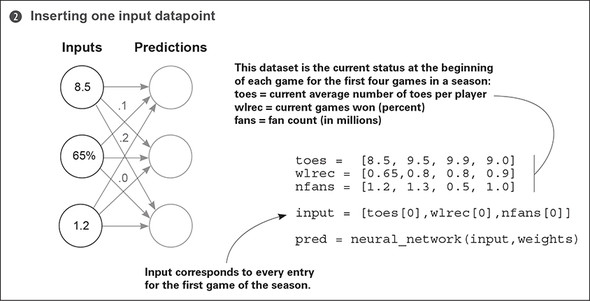 2 Inserting one input datapoint
Inputs Predictions
8.5
65%
1.2
.1
.2
.0
This dataset is the current status at the beginning
of each game for the first four games in a season:
toes = current average number of toes per player
wlrec = current games won (percent)
fans = fan count (in millions)
toes = [8.5, 9.5, 9.9, 9.0]
wlrec = [0.65,0.8, 0.8, 0.9]
nfans = [1.2, 1.3, 0.5, 1.0]
input = [toes[0],wlrec[0],nfans[0]]
pred = neural_network(input,weights)
Input corresponds to every entry
for the first game of the season.